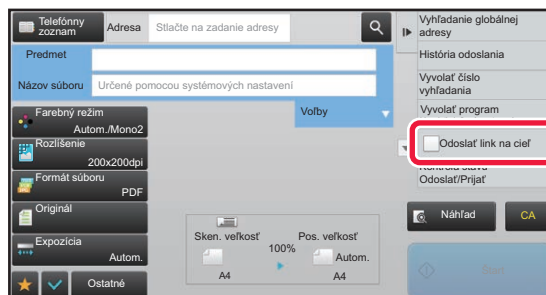 Telefónny
zoznam
Adresa
Stlačte na zadanie adresy
Predmet
Názov súboru
Určené pomocou systémových nastavení
Voľby
Farebný režim
Autom./Mono2
Rozlíšenie
200x200dpi
Formát súboru
PDF
Originál
Expozícia
Autom.
Ostatné
Sken. veľkosť
A4
100%
Pos. veľkosť
Autom.
A4
Vyhľadanie globálnej
adresy
História odoslania
Vyvolať číslo
vyhľadania
Vyvolať program
Odoslať link na cieľ
Kontrola stavu
Odoslať/Prijať
Náhľad
CA
Štart